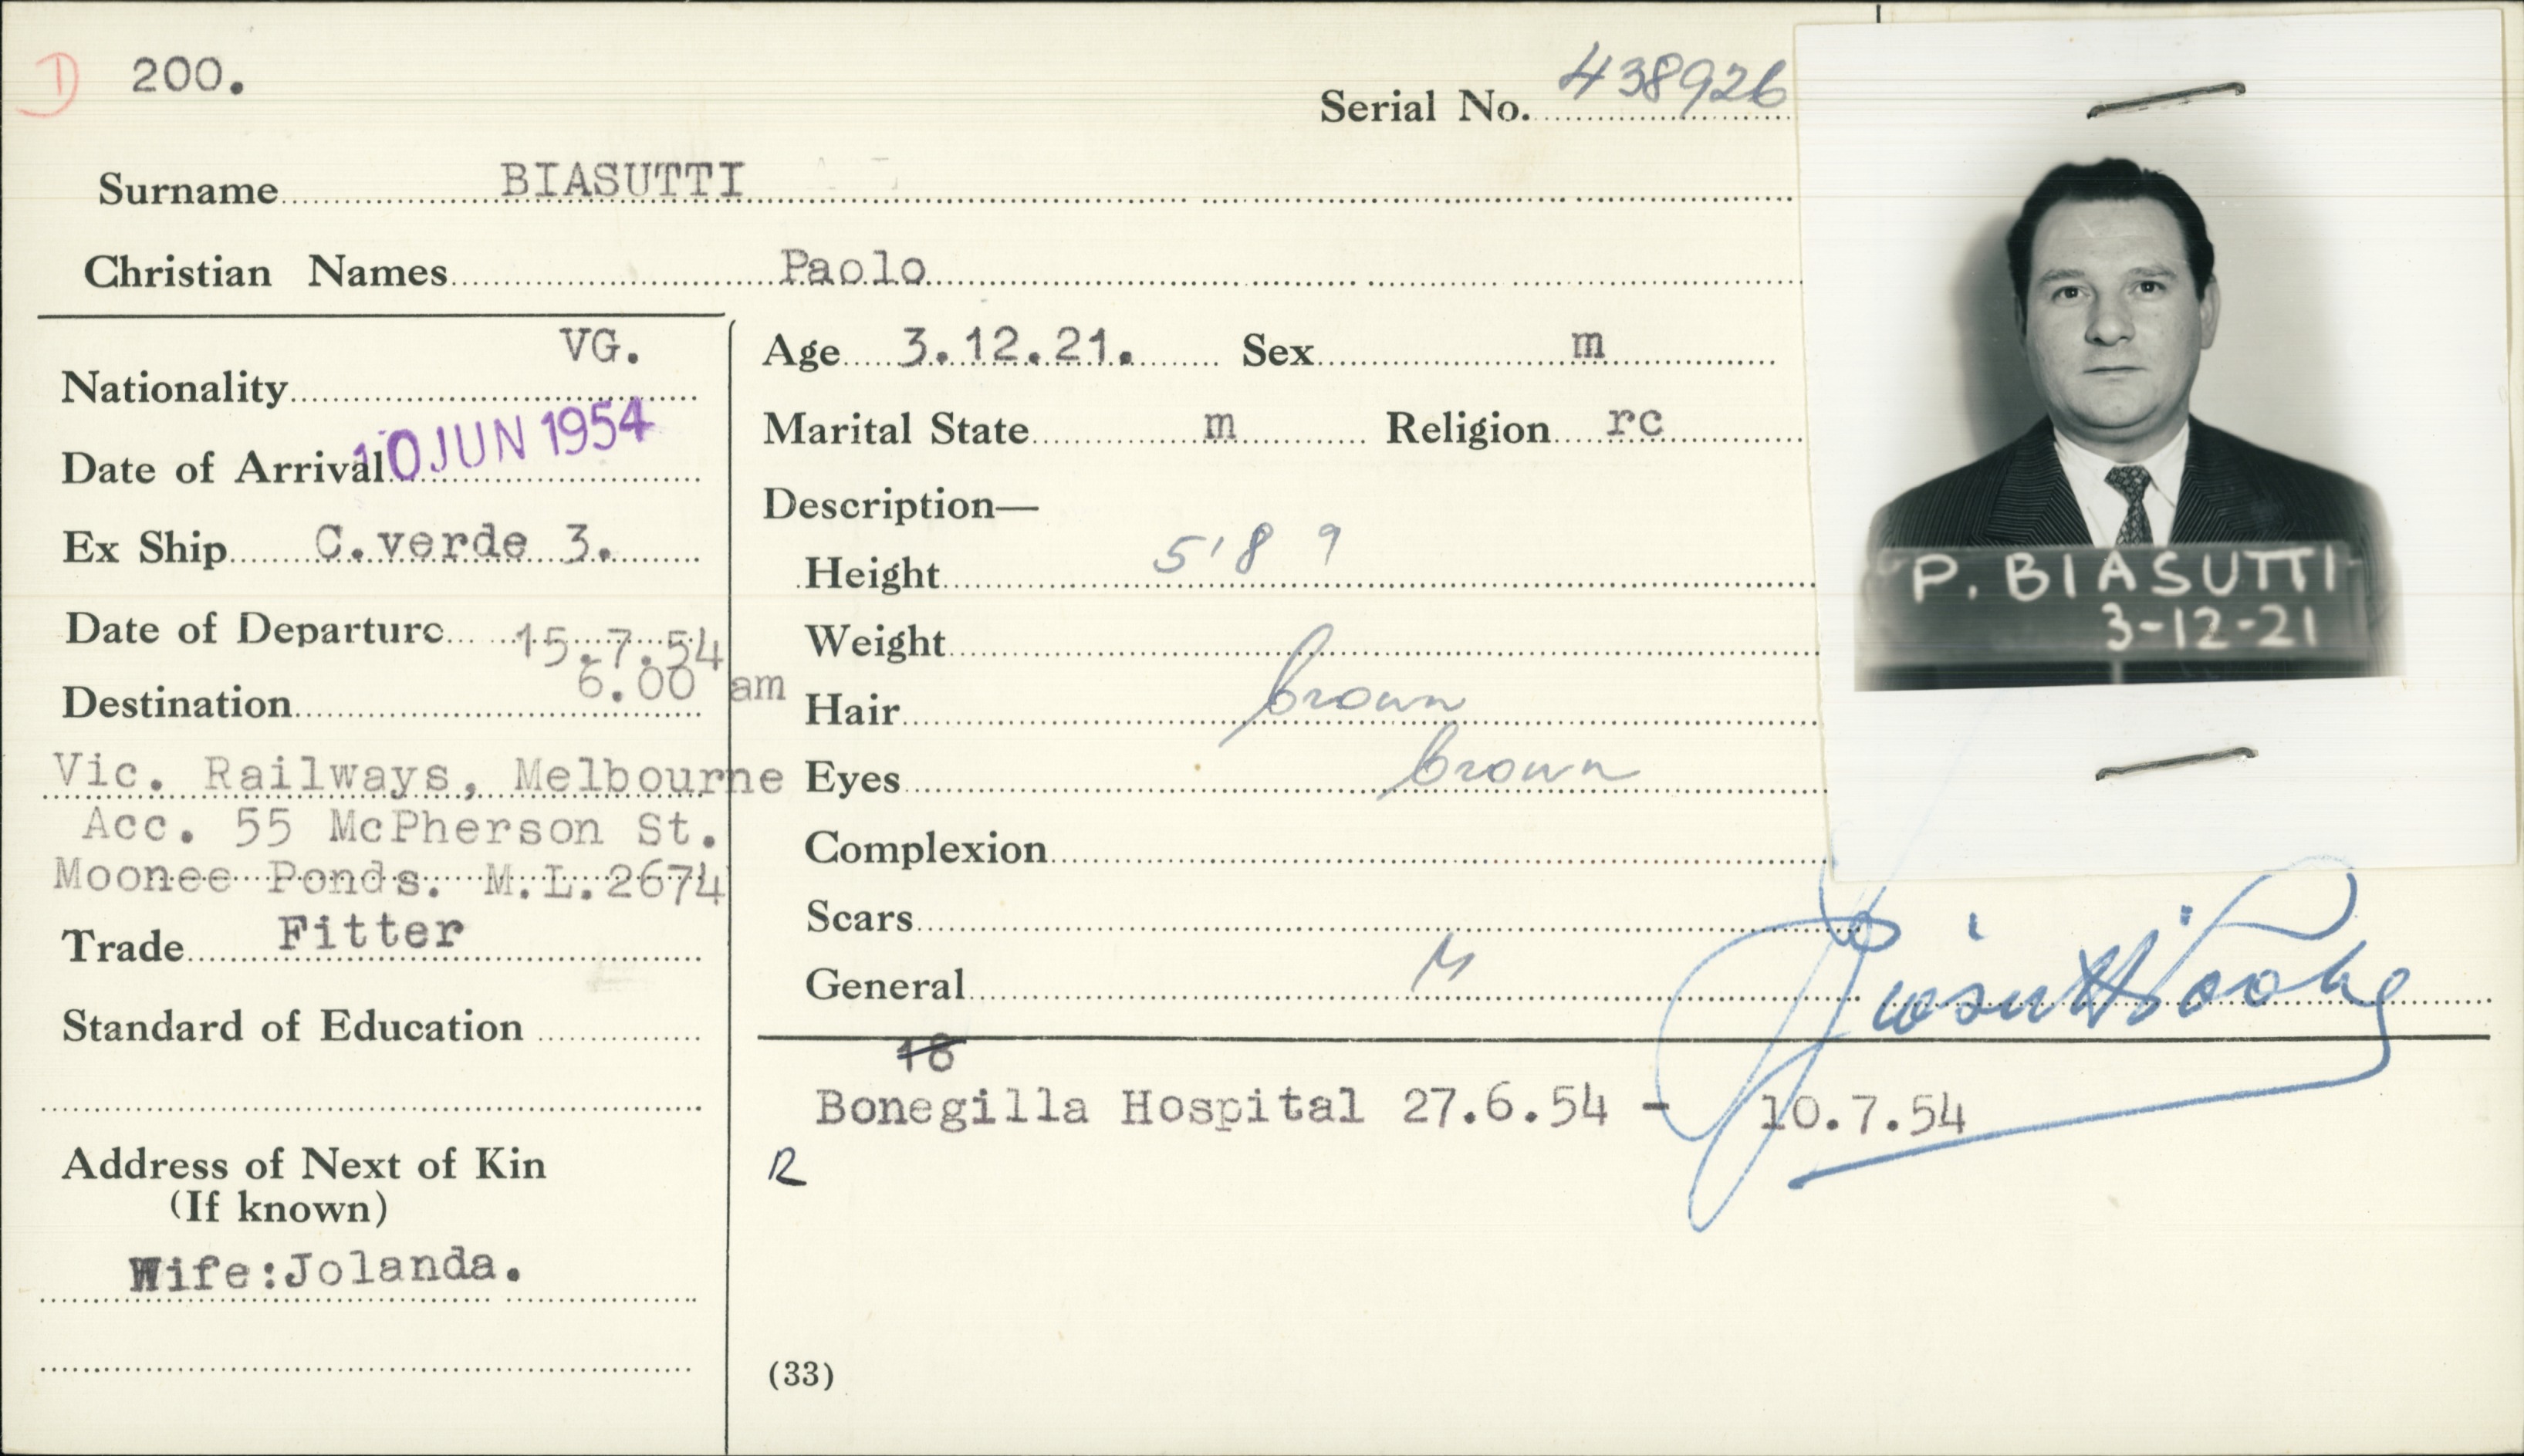 D 200.
Serial No. 438926
Surname BIASUTTI
Christian Names Paolo
Nationality VG.
Date of Arrival 10 JUN 1954
Ex Ship C.verde 3.
Date of Departure 15.7.54
6.00 am
Destination
Vic. Railways, Melbourne
Acc. 55 McPherson St.
Moonee Ponds. M.L.2674
Trade Fitter
Standard of Education
Address of Next of Kin
(If known)
Wife:Jolanda.
Age 3.12.21. Sex m
Marital State m Religion rc
Description—
Height 5'8
Weight
Hair brown
Eyes brown
Complexion
Scars
General
Biasutti Paolo
18
Bonegilla Hospital 27.6.54 - 10.7.54
R
(33)
P. BIASUTTI
3-12-21